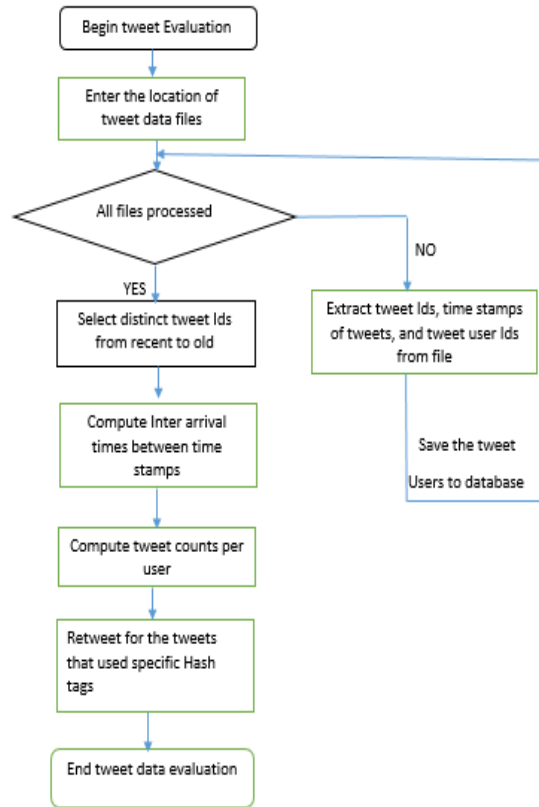 Begin tweet Evaluation
Enter the location of
tweet data files
All files processed
NO
YES
Select distinct tweet Ids
from recent to old
Extract tweet Ids, time stamps
of tweets, and tweet user Ids
from file
Compute Inter arrival
times between time
stamps
Save the tweet
Users to database
Compute tweet counts per
user
Retweet for the tweets
that used specific Hash
tags
End tweet data evaluation